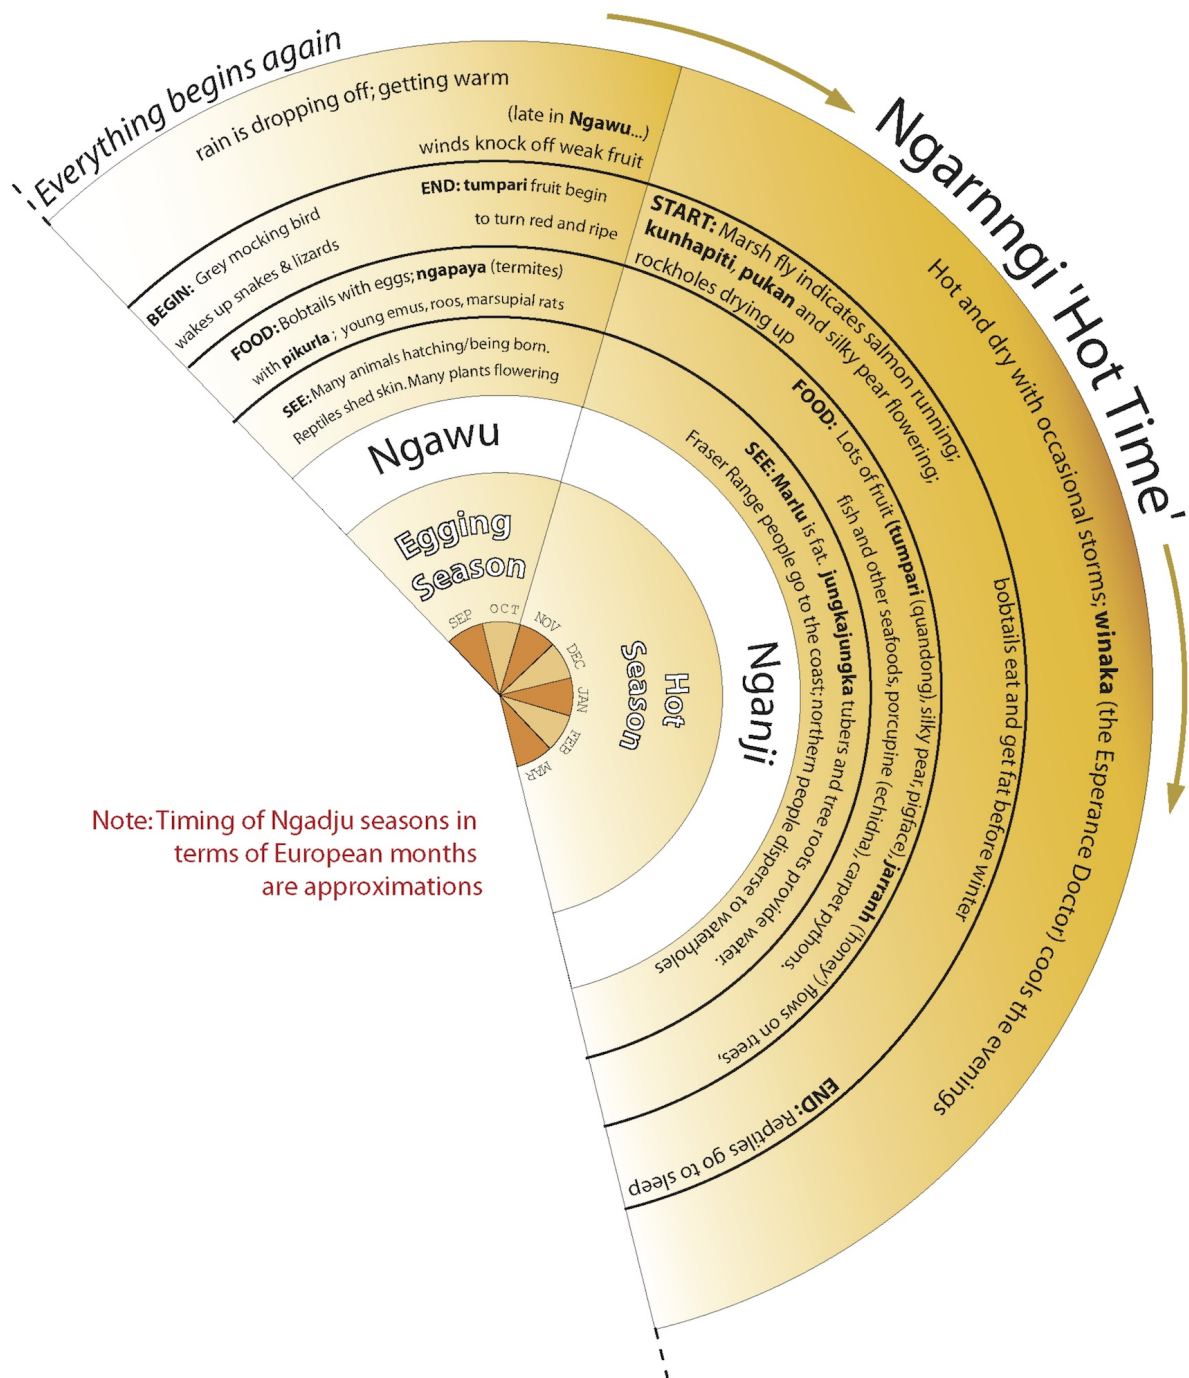 'Everything begins again
Ngarnngi 'Hot Time'
rain is dropping off; getting warm
(late in Ngawu...)
winds knock off weak fruit
Hot and dry with occasional storms; winaka (the Esperance Doctor) cools the evenings
BEGIN: Grey mocking bird
wakes up snakes & lizards
END: tumpari fruit begin
to turn red and ripe
START: Marsh fly indicates salmon running;
kunhapiti, pukan and silky pear flowering;
rockholes drying up
bobtails eat and get fat before winter
END: Reptiles go to sleep
FOOD: Bobtails with eggs; ngapaya (termites)
with pikurla; young emus, roos, marsupial rats
FOOD: Lots of fruit (tumpari (quandong), silky pear, pigface), jarranh ('honey') flows on trees,
fish and other seafoods, porcupine (echidna), carpet pythons.
SEE: Many animals hatching/being born.
Reptiles shed skin. Many plants flowering
SEE: Marlu is fat. jungkajungka tubers and tree roots provide water.
Fraser Range people go to the coast; northern people disperse to waterholes
Ngawu
Nganji
Egging
Season
Hot
Season
SEP
OCT
NOV
DEC
JAN
FEB
MAR
Note: Timing of Ngadju seasons in
terms of European months
are approximations